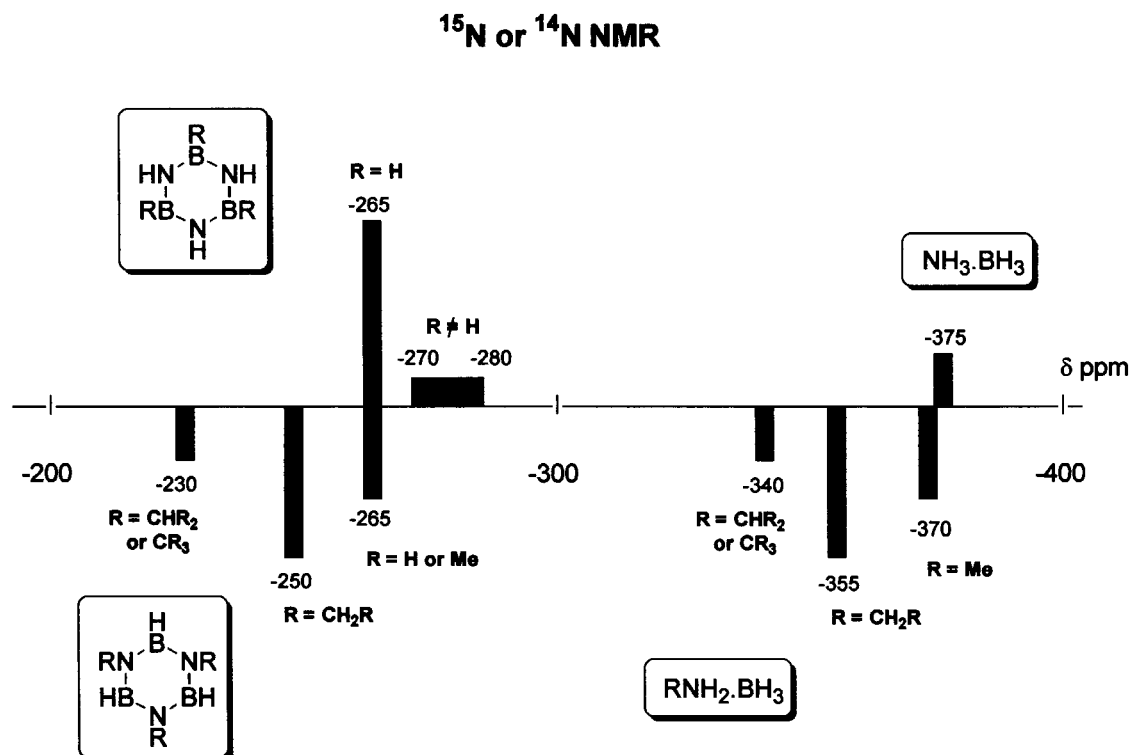 ¹⁵N or ¹⁴N NMR
R
B
HN
NH
RB
BR
N
H
R = H
-265
R ≠ H
-270
-280
NH₃.BH₃
-375
δ ppm
-200
-300
-400
-230
R = CHR₂
or CR₃
-250
R = CH₂R
-265
R = H or Me
-340
R = CHR₂
or CR₃
-355
R = CH₂R
-370
R = Me
H
B
RN
NR
HB
BH
N
R
RNH₂.BH₃